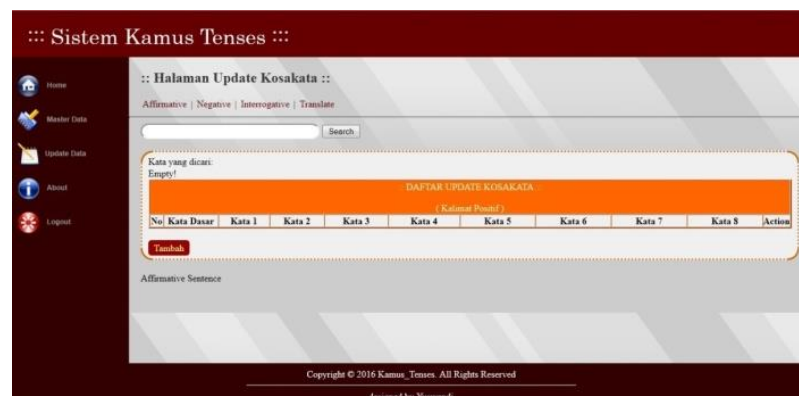 ::: Sistem Kamus Tenses :::
Home
Master Data
Update Data
About
Logout
:: Halaman Update Kosakata ::
Affirmative | Negative | Interrogative | Translate
Search
Kata yang dicari:
Empty!
DAFTAR UPDATE KOSAKATA
( Kalimat Positif )
No Kata Dasar Kata 1 Kata 2 Kata 3 Kata 4 Kata 5 Kata 6 Kata 7 Kata 8 Action
Tambah
Affirmative Sentence
Copyright © 2016 Kamus_Tenses. All Rights Reserved